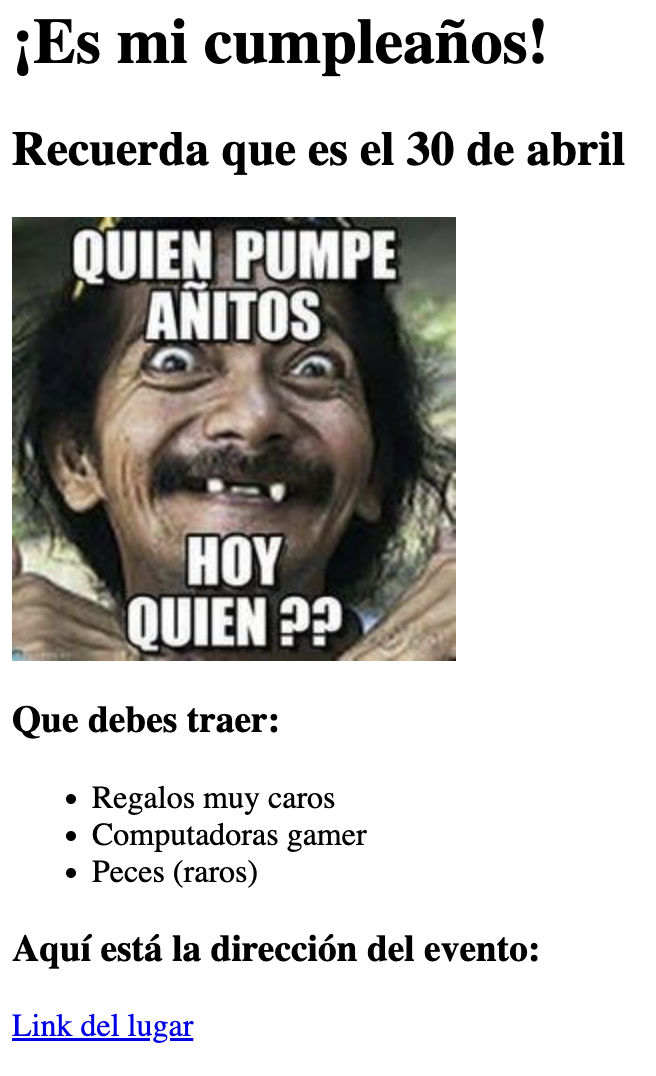 ¡Es mi cumpleaños!
Recuerda que es el 30 de abril
QUIEN PUMPE
AÑITOS
HOY
QUIEN ??
Que debes traer:
• Regalos muy caros
• Computadoras gamer
• Peces (raros)
Aquí está la dirección del evento:
Link del lugar